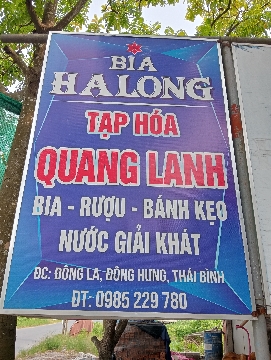 BIA
HALONG
TẠP HÓA
QUANG LANH
BIA - RƯỢU - BÁNH KẸO
NƯỚC GIẢI KHÁT
ĐC: ĐÔNG LA, ĐÔNG HƯNG, THÁI BÌNH
ĐT: 0985 229 780